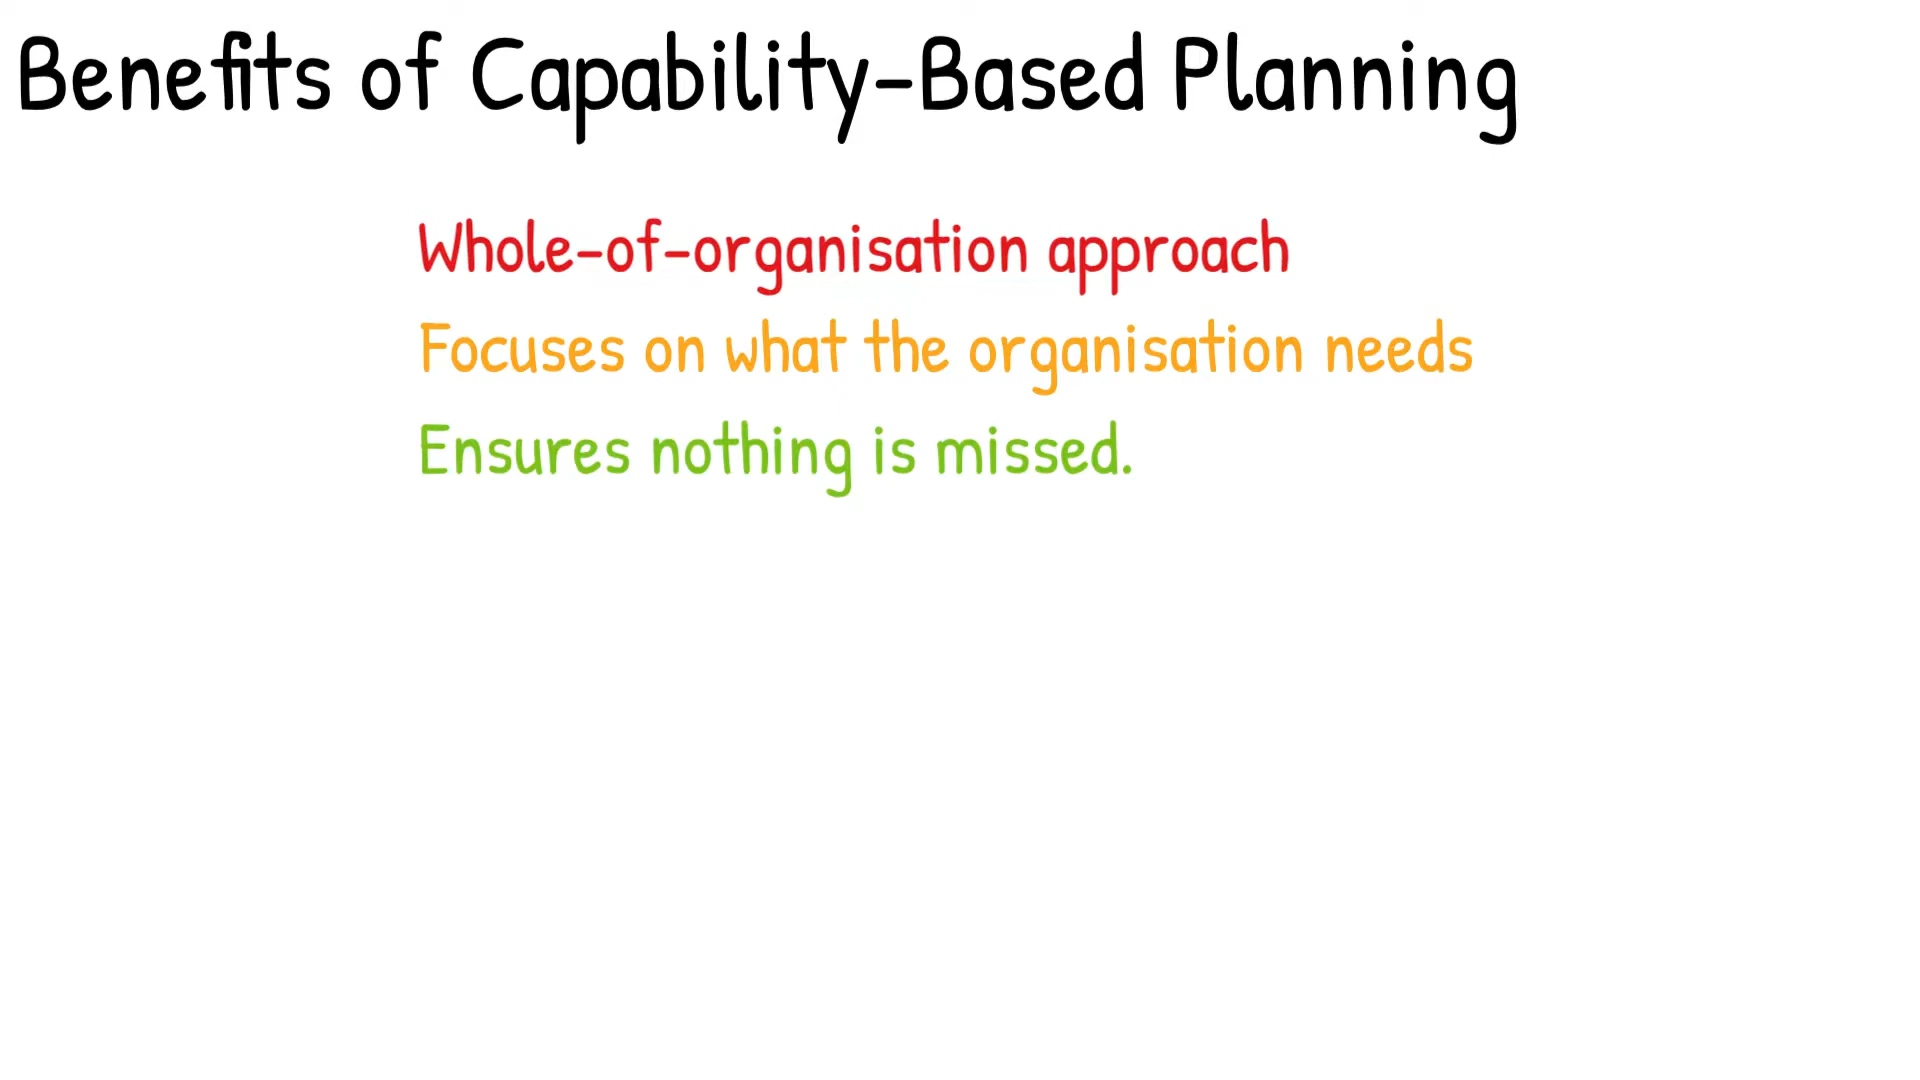 Benefits of Capability-Based Planning
Whole-of-organisation approach
Focuses on what the organisation needs
Ensures nothing is missed.